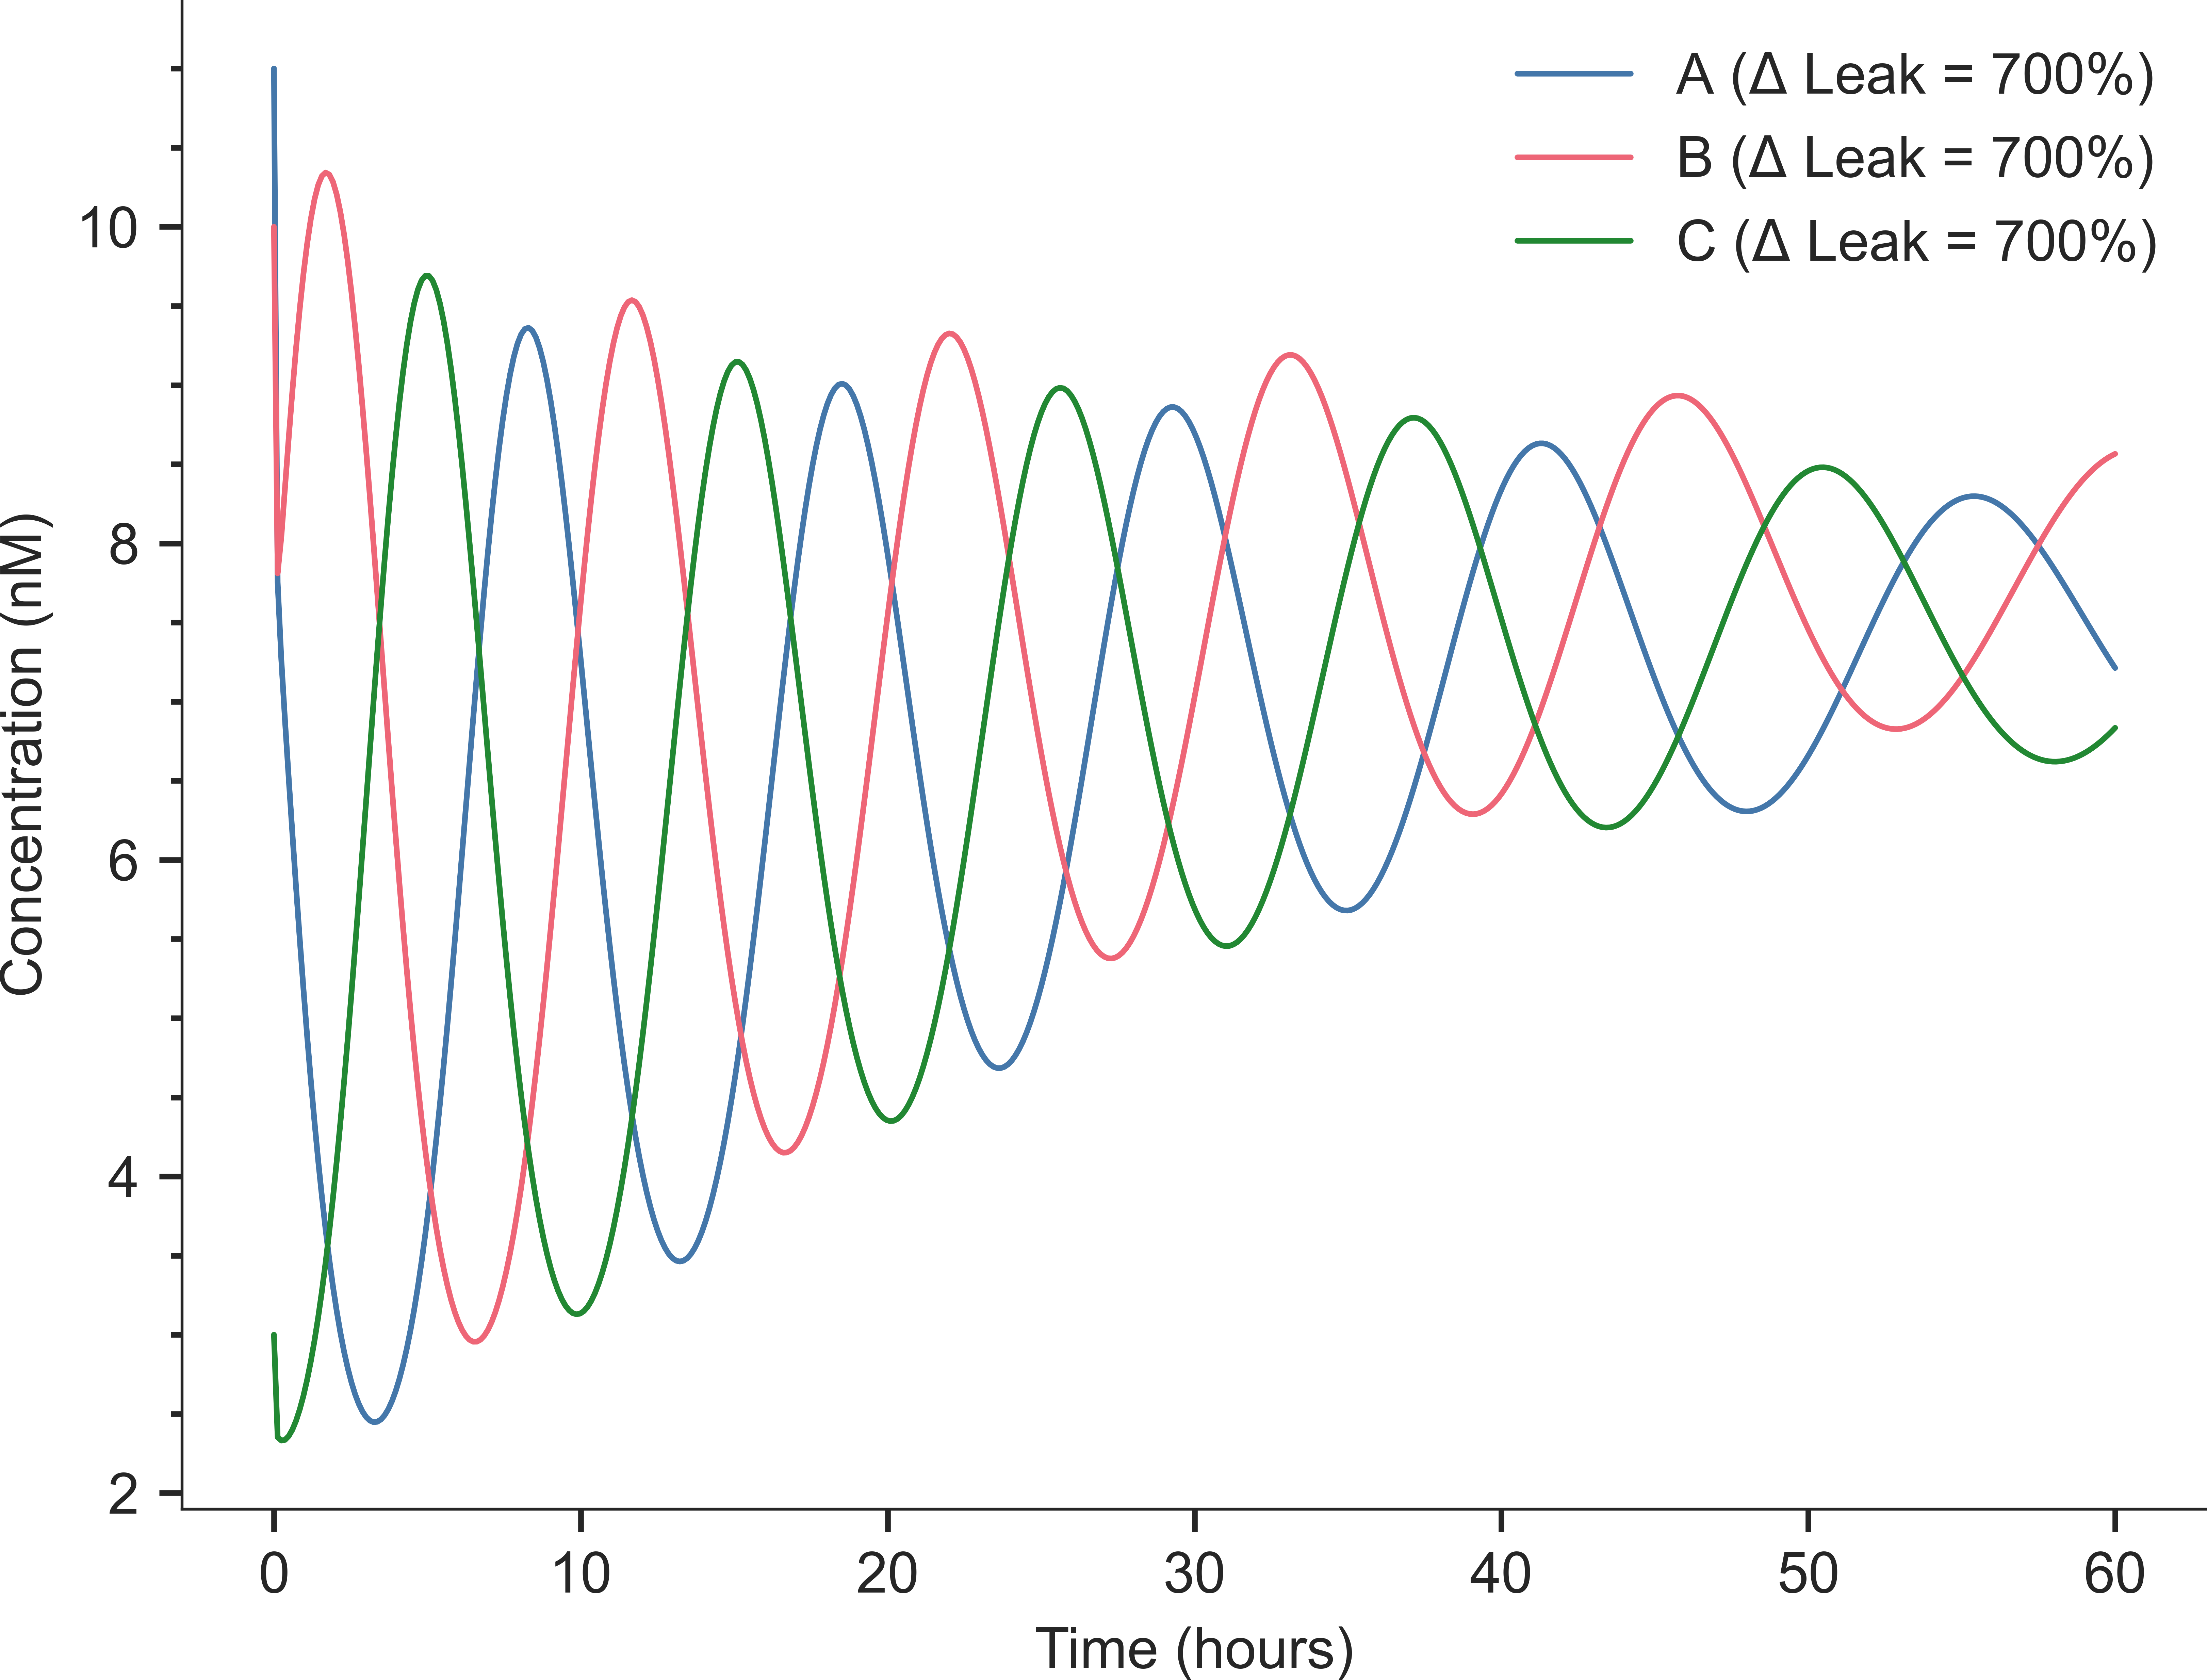 A (Δ Leak = 700%)
B (Δ Leak = 700%)
C (Δ Leak = 700%)
Concentration (nM)
10
8
6
4
2
0 10 20 30 40 50 60
Time (hours)